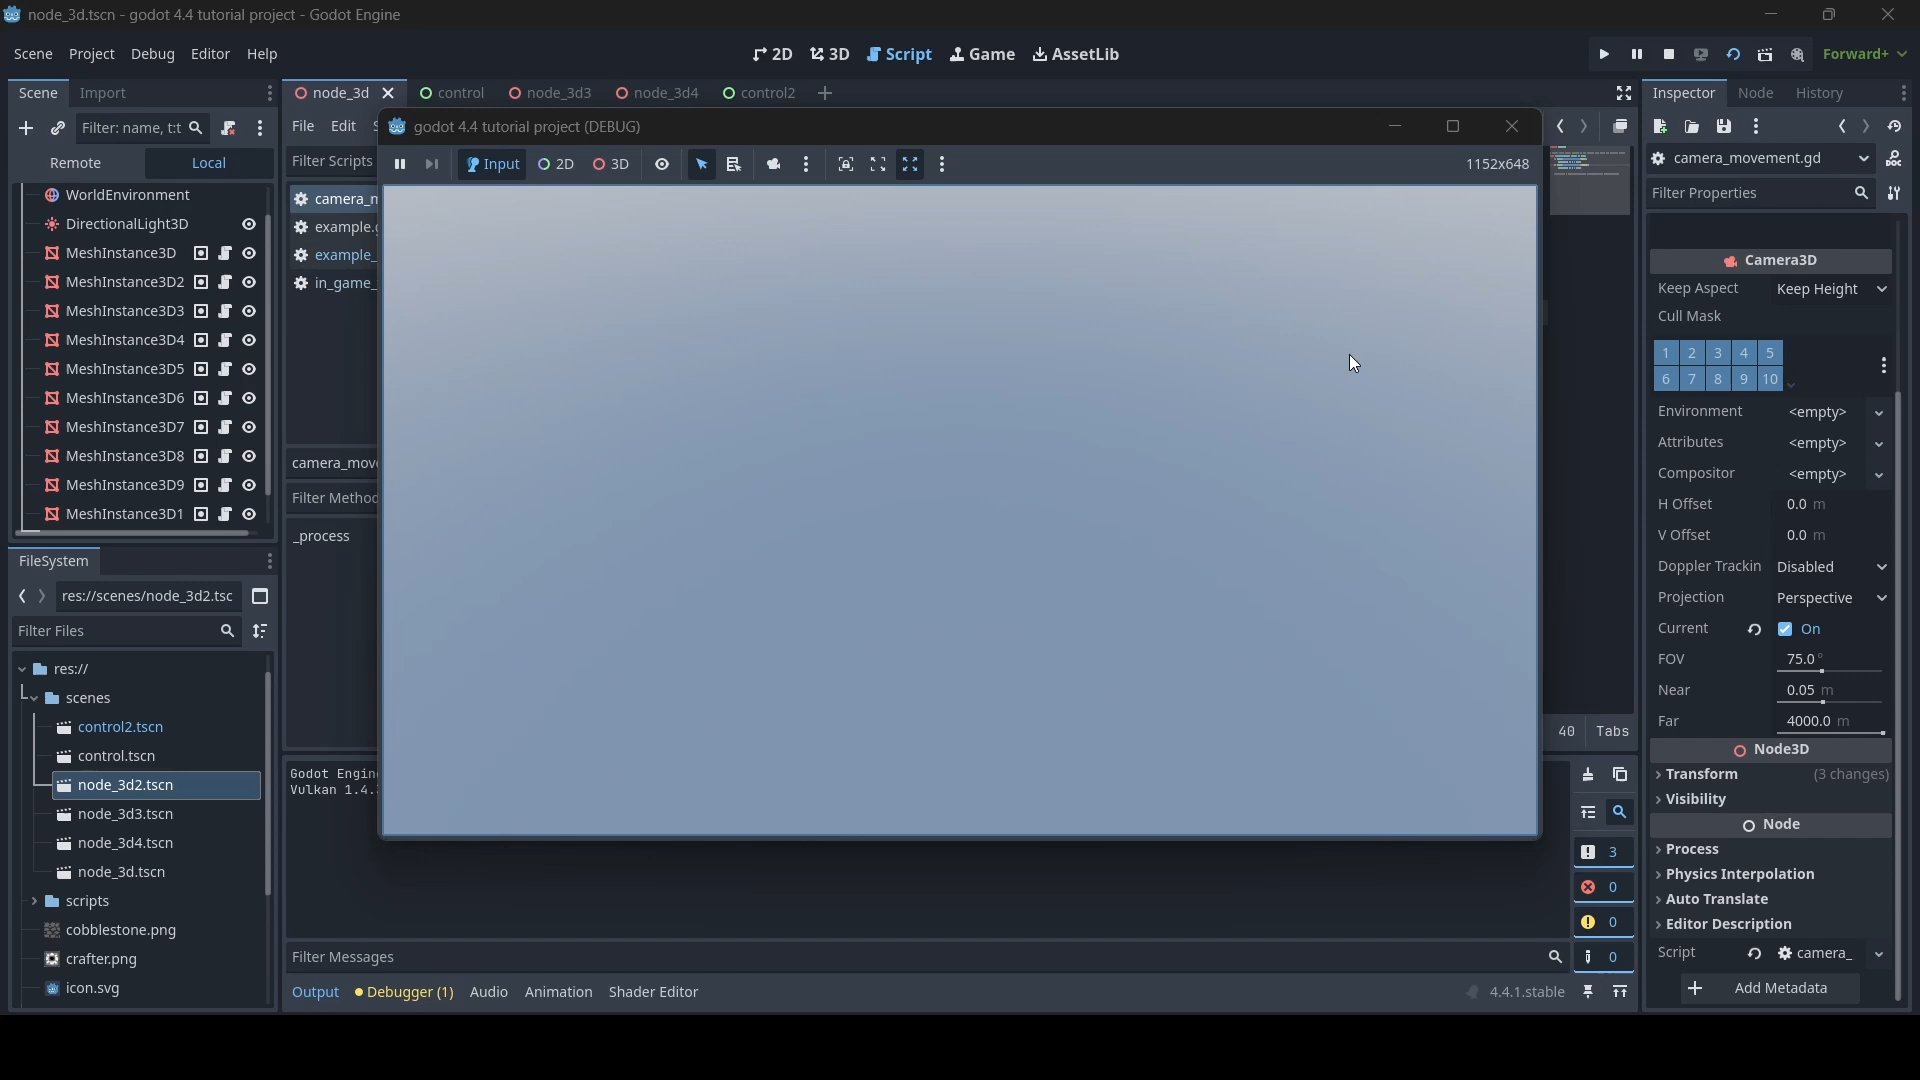 node_3d.tscn - godot 4.4 tutorial project - Godot Engine
Scene Project Debug Editor Help
2D 3D Script Game AssetLib
Forward+
Scene Import
node_3d control node_3d3 node_3d4 control2
Inspector Node History
Filter: name, t:t
File Edit S
godot 4.4 tutorial project (DEBUG)
Remote Local
Filter Scripts
Input 2D 3D
1152x648
camera_movement.gd
Filter Properties
WorldEnvironment
DirectionalLight3D
MeshInstance3D
MeshInstance3D2
MeshInstance3D3
MeshInstance3D4
MeshInstance3D5
MeshInstance3D6
MeshInstance3D7
MeshInstance3D8
MeshInstance3D9
MeshInstance3D1
camera_m
example.g
example_
in_game_
camera_move
Filter Method
_process
Camera3D
Keep Aspect Keep Height
Cull Mask
1 2 3 4 5
6 7 8 9 10
Environment <empty>
Attributes <empty>
Compositor <empty>
H Offset 0.0 m
V Offset 0.0 m
Doppler Trackin Disabled
Projection Perspective
Current On
FOV 75.0 °
Near 0.05 m
Far 4000.0 m
Node3D
Transform (3 changes)
Visibility
Node
Process
Physics Interpolation
Auto Translate
Editor Description
Script camera_
Add Metadata
FileSystem
res://scenes/node_3d2.tsc
Filter Files
res://
scenes
control2.tscn
control.tscn
node_3d2.tscn
node_3d3.tscn
node_3d4.tscn
node_3d.tscn
scripts
cobblestone.png
crafter.png
icon.svg
40 Tabs
Godot Engin
Vulkan 1.4.
3
0
0
0
Filter Messages
Output Debugger (1) Audio Animation Shader Editor
4.4.1.stable